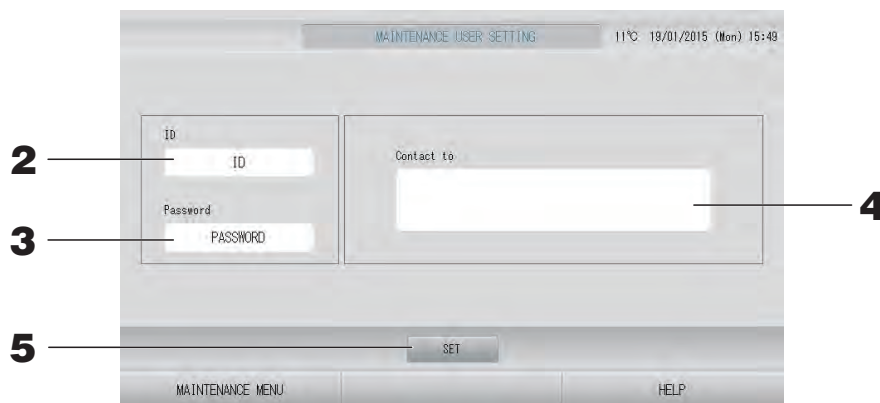 MAINTENANCE USER SETTING 11℃ 19/01/2015 (Mon) 15:49
ID
2 ID
Contact to
4
Password
3 PASSWORD
5 SET
MAINTENANCE MENU HELP